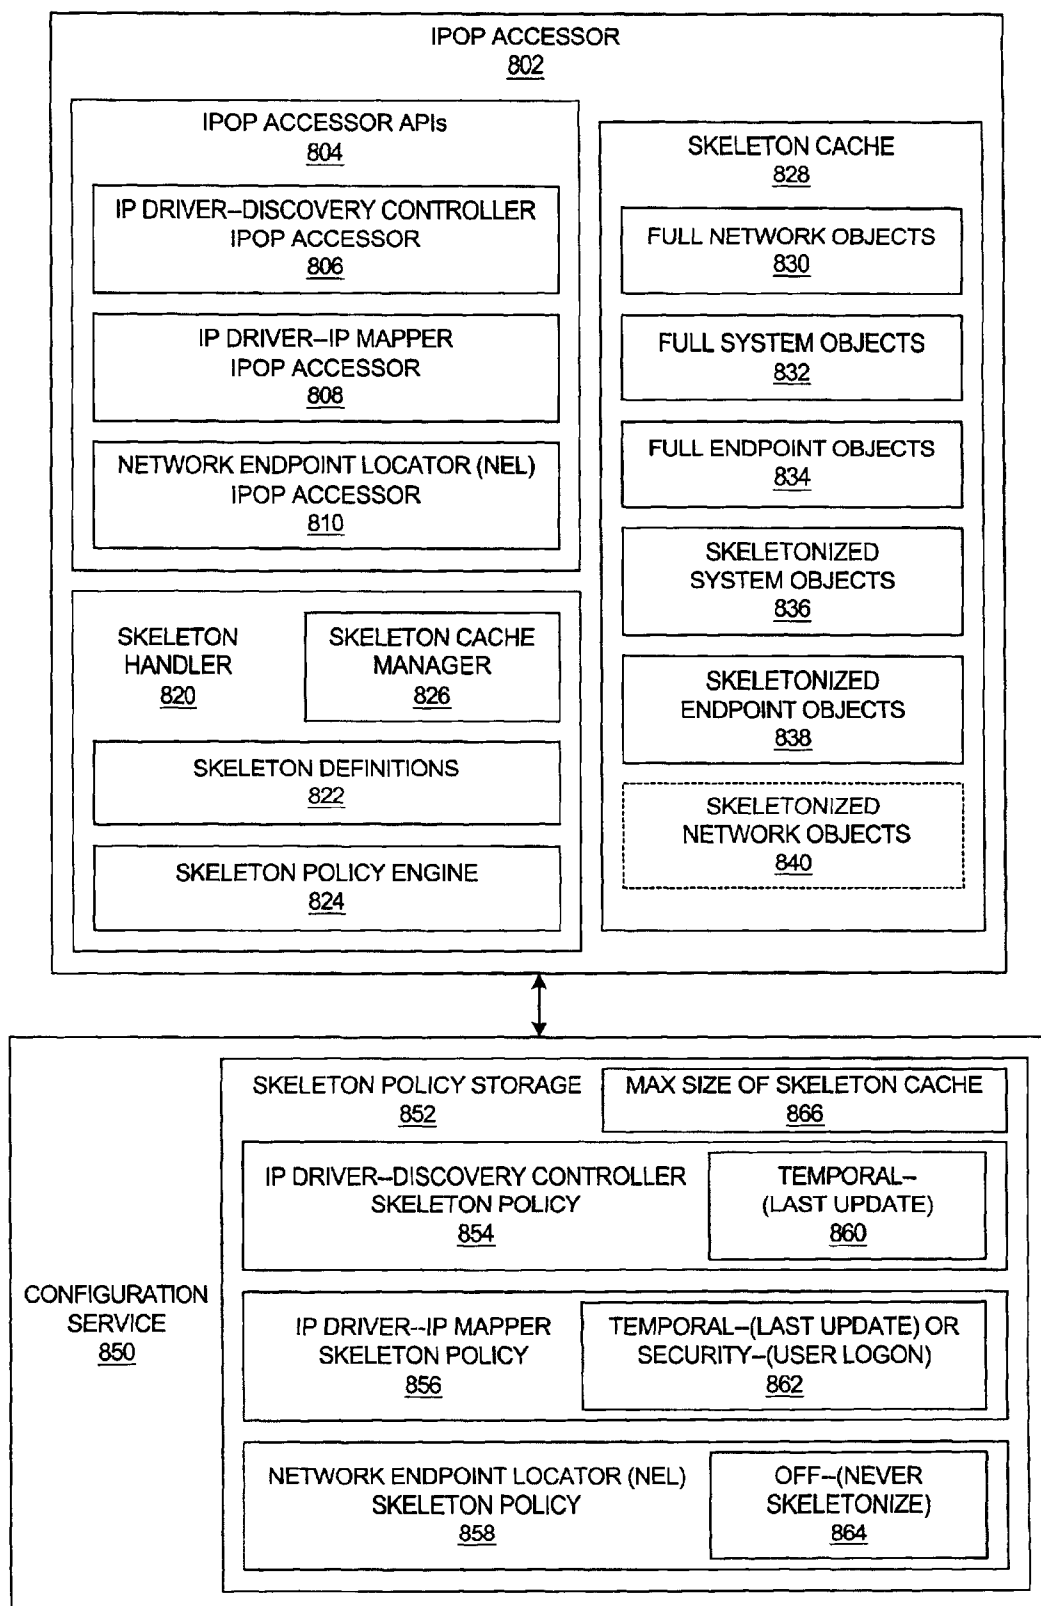 IPOP ACCESSOR
802
IPOP ACCESSOR APIs
804
IP DRIVER–DISCOVERY CONTROLLER
IPOP ACCESSOR
806
IP DRIVER–IP MAPPER
IPOP ACCESSOR
808
NETWORK ENDPOINT LOCATOR (NEL)
IPOP ACCESSOR
810
SKELETON
HANDLER
820
SKELETON CACHE
MANAGER
826
SKELETON DEFINITIONS
822
SKELETON POLICY ENGINE
824
SKELETON CACHE
828
FULL NETWORK OBJECTS
830
FULL SYSTEM OBJECTS
832
FULL ENDPOINT OBJECTS
834
SKELETONIZED
SYSTEM OBJECTS
836
SKELETONIZED
ENDPOINT OBJECTS
838
SKELETONIZED
NETWORK OBJECTS
840
CONFIGURATION
SERVICE
850
SKELETON POLICY STORAGE
852
MAX SIZE OF SKELETON CACHE
866
IP DRIVER–DISCOVERY CONTROLLER
SKELETON POLICY
854
TEMPORAL–
(LAST UPDATE)
860
IP DRIVER–IP MAPPER
SKELETON POLICY
856
TEMPORAL–(LAST UPDATE) OR
SECURITY–(USER LOGON)
862
NETWORK ENDPOINT LOCATOR (NEL)
SKELETON POLICY
858
OFF–(NEVER
SKELETONIZE)
864